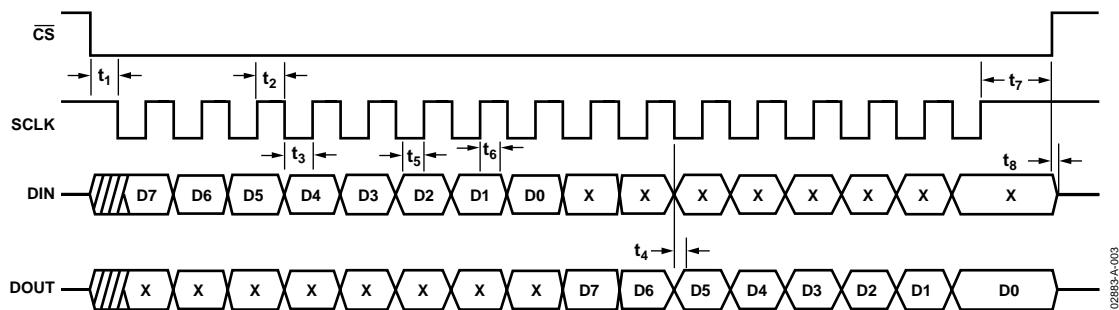 CS
t1
t2
t7
SCLK
t3
t5
t6
t8
DIN
D7 D6 D5 D4 D3 D2 D1 D0 X X X X X X X X
t4
DOUT
X X X X X X X X D7 D6 D5 D4 D3 D2 D1 D0
02883-A-003